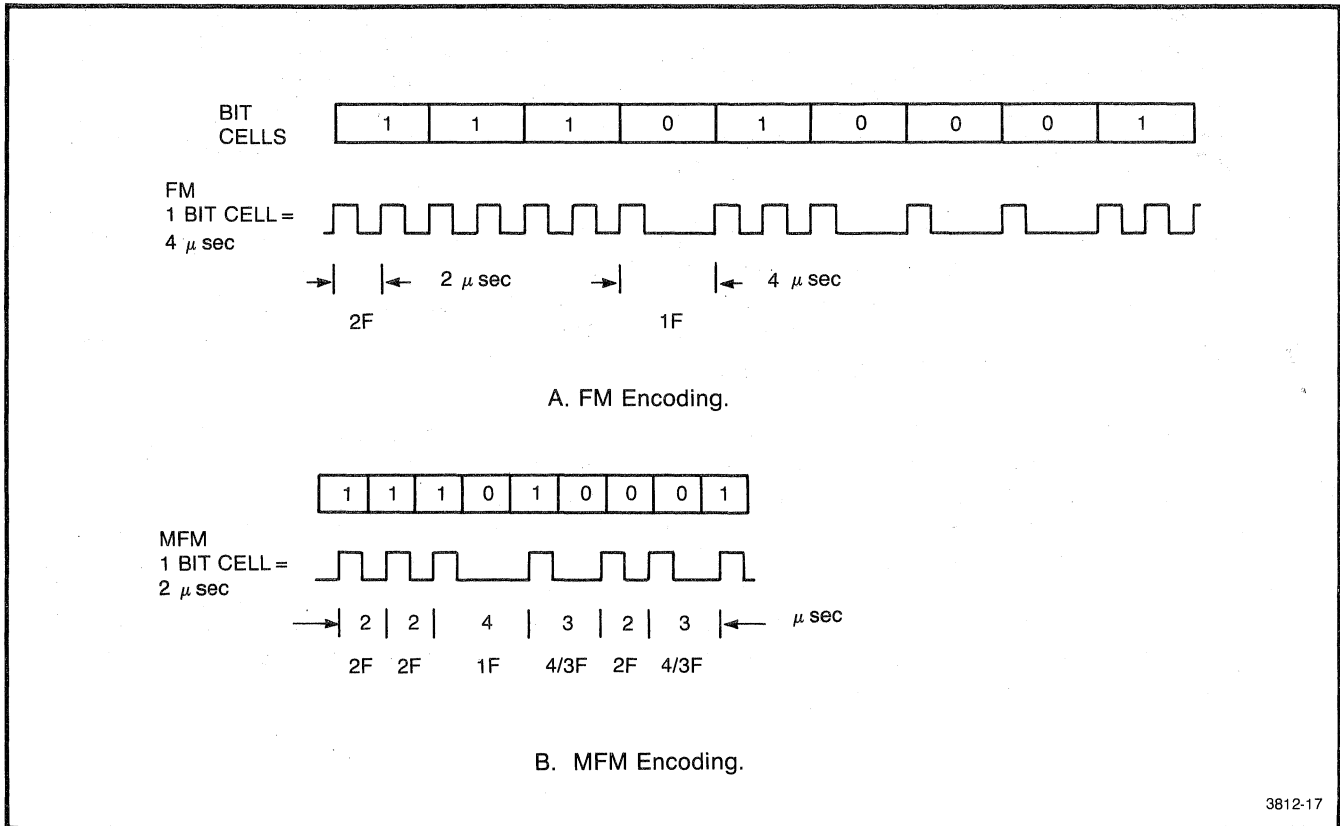 BIT
CELLS
1 1 1 0 1 0 0 0 1
FM
1 BIT CELL =
4 μ sec
2 μ sec 4 μ sec
2F 1F
A. FM Encoding.
1 1 1 0 1 0 0 0 1
MFM
1 BIT CELL =
2 μ sec
2 2 4 3 2 3 μ sec
2F 2F 1F 4/3F 2F 4/3F
B. MFM Encoding.
3812-17